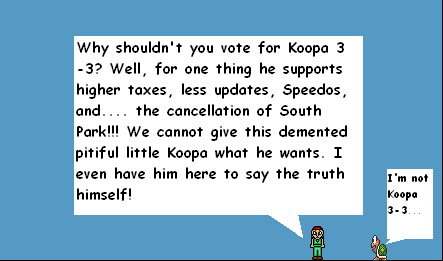 Why shouldn't you vote for Koopa 3
-3? Well, for one thing he supports
higher taxes, less updates, Speedos,
and.... the cancellation of South
Park!!! We cannot give this demented
pitiful little Koopa what he wants. I
even have him here to say the truth
himself!
I'm not
Koopa
3-3...